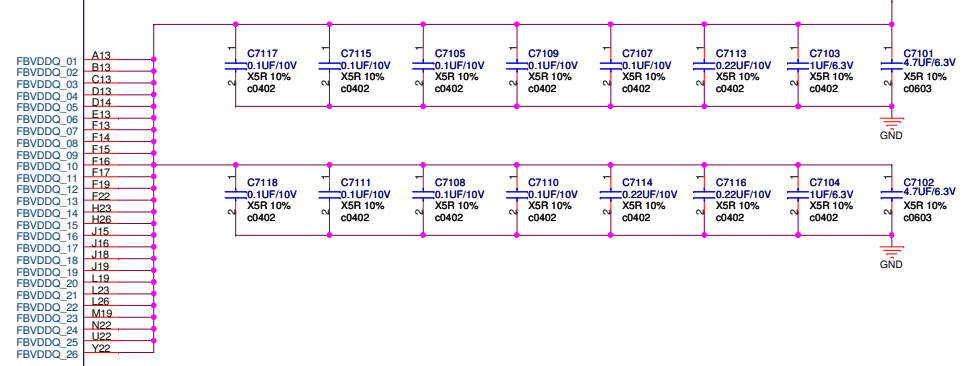 FBVDDQ_01 A13
FBVDDQ_02 B13
FBVDDQ_03 C13
FBVDDQ_04 D13
FBVDDQ_05 D14
FBVDDQ_06 E13
FBVDDQ_07 F13
FBVDDQ_08 F14
FBVDDQ_09 F15
FBVDDQ_10 F16
FBVDDQ_11 F17
FBVDDQ_12 F19
FBVDDQ_13 F22
FBVDDQ_14 H23
FBVDDQ_15 H26
FBVDDQ_16 J15
FBVDDQ_17 J16
FBVDDQ_18 J18
FBVDDQ_19 J19
FBVDDQ_20 L19
FBVDDQ_21 L23
FBVDDQ_22 L26
FBVDDQ_23 M19
FBVDDQ_24 N22
FBVDDQ_25 U22
FBVDDQ_26 Y22
1 2
C7117
0.1UF/10V
X5R 10%
c0402
1 2
C7115
0.1UF/10V
X5R 10%
c0402
1 2
C7105
0.1UF/10V
X5R 10%
c0402
1 2
C7109
0.1UF/10V
X5R 10%
c0402
1 2
C7107
0.1UF/10V
X5R 10%
c0402
1 2
C7113
0.22UF/10V
X5R 10%
c0402
1 2
C7103
1UF/6.3V
X5R 10%
c0402
1 2
C7101
4.7UF/6.3V
X5R 10%
c0603
GND
1 2
C7118
0.1UF/10V
X5R 10%
c0402
1 2
C7111
0.1UF/10V
X5R 10%
c0402
1 2
C7108
0.1UF/10V
X5R 10%
c0402
1 2
C7110
0.1UF/10V
X5R 10%
c0402
1 2
C7114
0.22UF/10V
X5R 10%
c0402
1 2
C7116
0.22UF/10V
X5R 10%
c0402
1 2
C7104
1UF/6.3V
X5R 10%
c0402
1 2
C7102
4.7UF/6.3V
X5R 10%
c0603
GND